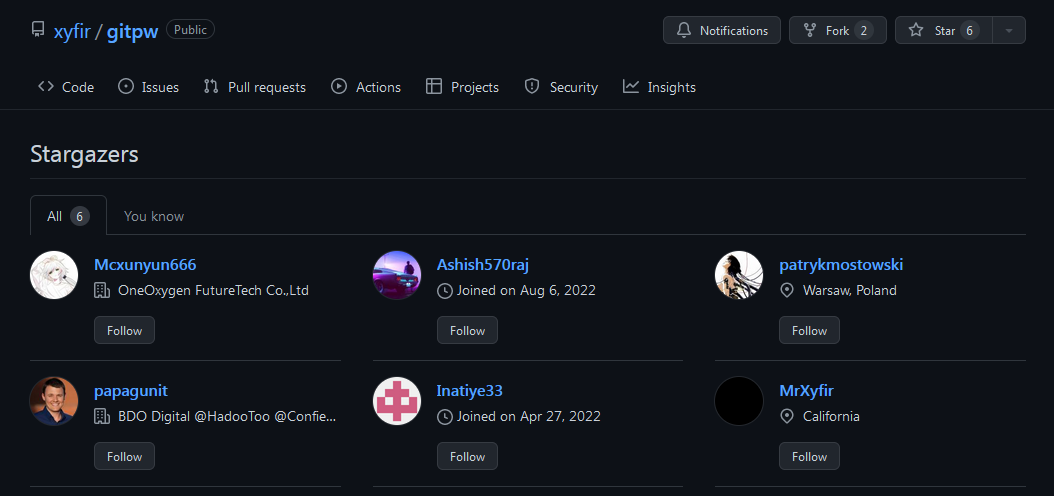 xyfir / gitpw Public Notifications Fork 2 Star 6
Code Issues Pull requests Actions Projects Security Insights
Stargazers
All 6 You know
Mcxunyun666 Ashish570raj patrykmostowski
OneOxygen FutureTech Co.,Ltd Joined on Aug 6, 2022 Warsaw, Poland
Follow Follow Follow
papagunit Inatiye33 MrXyfir
BDO Digital @HadooToo @Confie... Joined on Apr 27, 2022 California
Follow Follow Follow